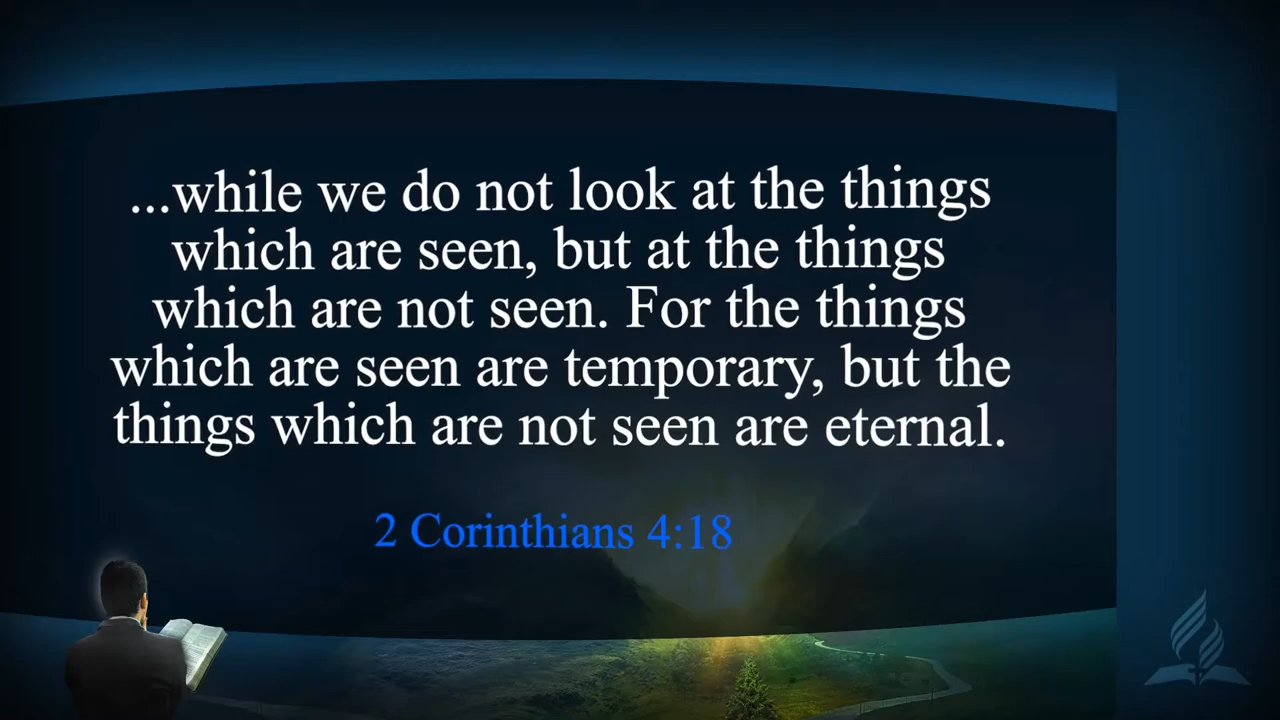 ...while we do not look at the things
which are seen, but at the things
which are not seen. For the things
which are seen are temporary, but the
things which are not seen are eternal.
2 Corinthians 4:18